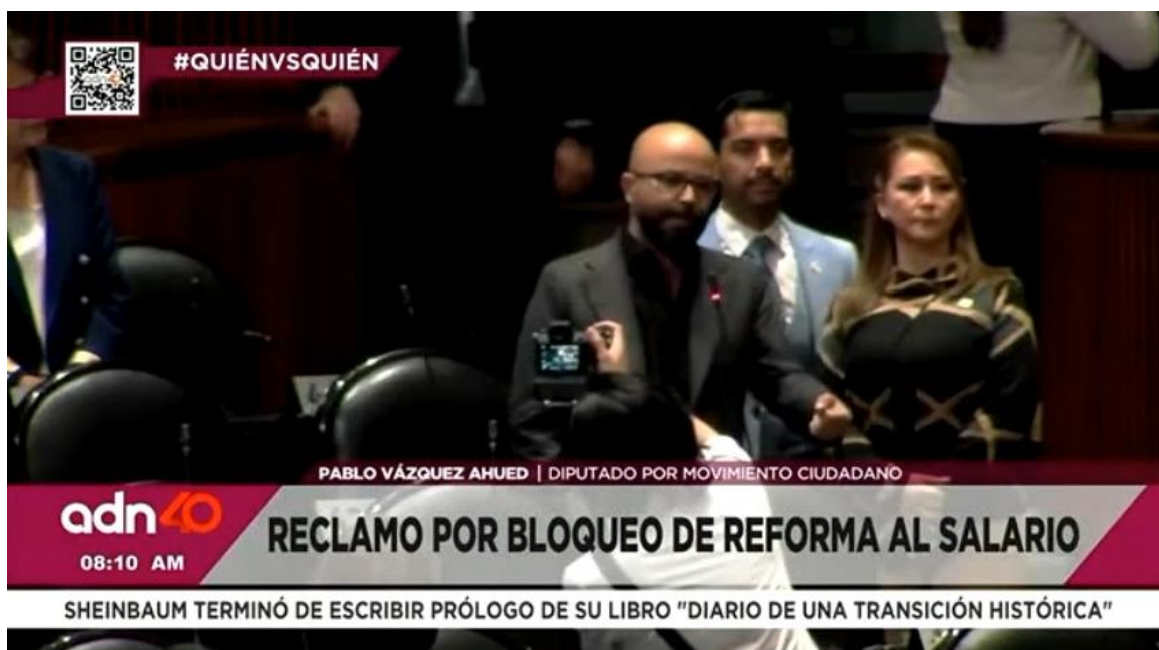 #QUIÉNVSQUIÉN
PABLO VÁZQUEZ AHUED | DIPUTADO POR MOVIMIENTO CIUDADANO
adn40
RECLAMO POR BLOQUEO DE REFORMA AL SALARIO
08:10 AM
SHEINBAUM TERMINÓ DE ESCRIBIR PRÓLOGO DE SU LIBRO "DIARIO DE UNA TRANSICIÓN HISTÓRICA"